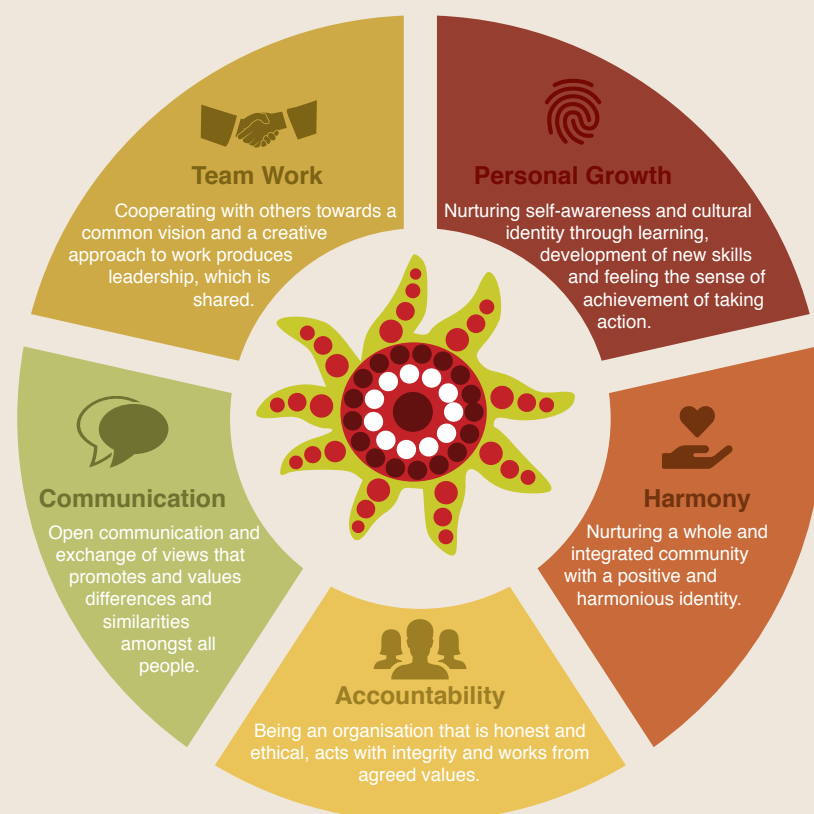 Team Work
Cooperating with others towards a
common vision and a creative
approach to work produces
leadership, which is
shared.
Personal Growth
Nurturing self-awareness and cultural
identity through learning,
development of new skills
and feeling the sense of
achievement of taking
action.
Communication
Open communication and
exchange of views that
promotes and values
differences and
similarities
amongst all
people.
Harmony
Nurturing a whole and
integrated community
with a positive and
harmonious identity.
Accountability
Being an organisation that is honest and
ethical, acts with integrity and works from
agreed values.